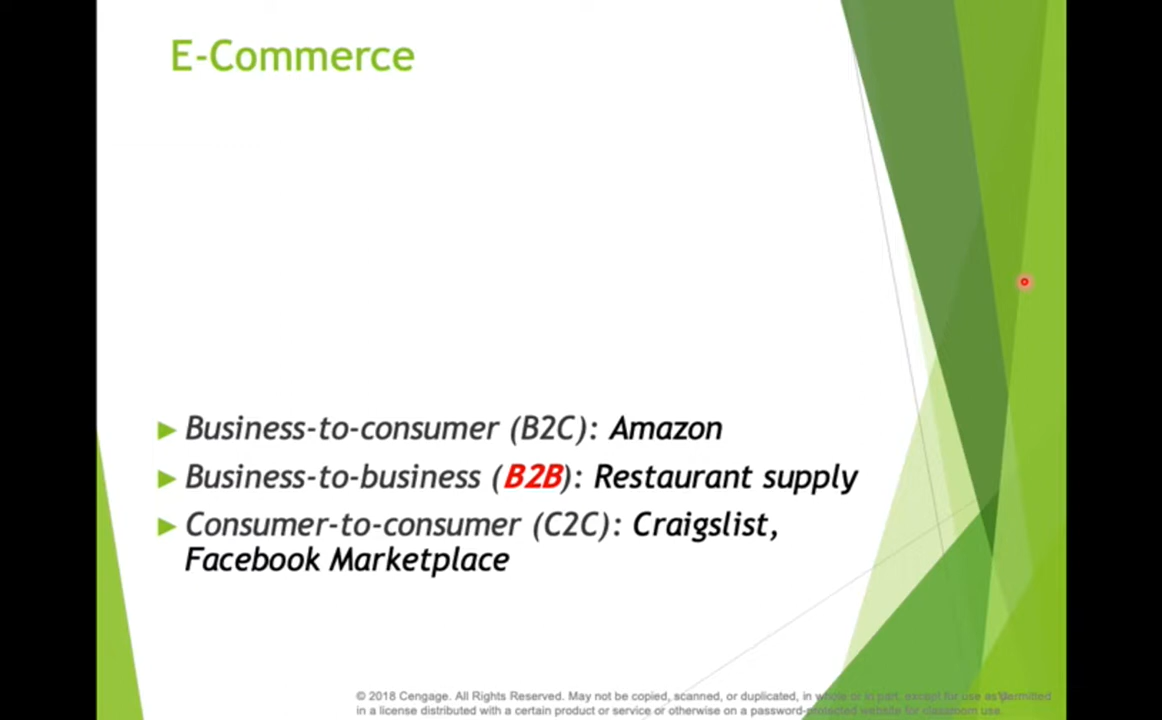 E-Commerce
Business-to-consumer (B2C): Amazon
Business-to-business (B2B): Restaurant supply
Consumer-to-consumer (C2C): Craigslist,
Facebook Marketplace
© 2018 Cengage. All Rights Reserved. May not be copied, scanned, or duplicated, in whole or in part, except for use as permitted
in a license distributed with a certain product or service or otherwise on a password-protected website for classroom use.